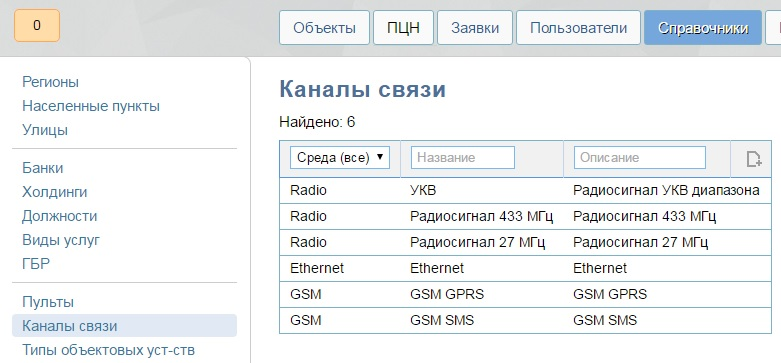 0
Объекты ПЦН Заявки Пользователи Справочники
Регионы
Населенные пункты
Улицы
Банки
Холдинги
Должности
Виды услуг
ГБР
Пульты
Каналы связи
Типы объектовых уст-ств
Каналы связи
Найдено: 6
Среда (все) Название Описание
Radio УКВ Радиосигнал УКВ диапазона
Radio Радиосигнал 433 МГц Радиосигнал 433 МГц
Radio Радиосигнал 27 МГц Радиосигнал 27 МГц
Ethernet Ethernet Ethernet
GSM GSM GPRS GSM GPRS
GSM GSM SMS GSM SMS